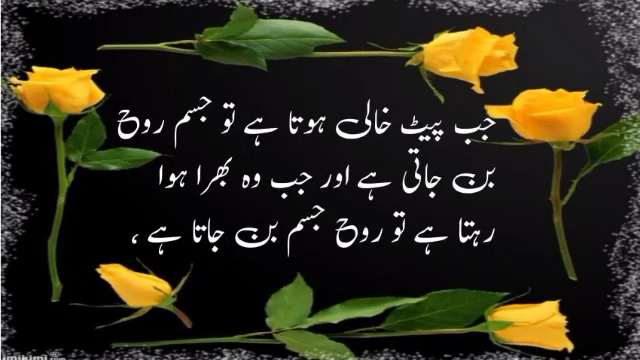 جب پیٹ خالی ہوتا ہے تو جسم روح
بن جاتی ہے اور جب وہ بھرا ہوا
رہتا ہے تو روح جسم بن جاتا ہے ،